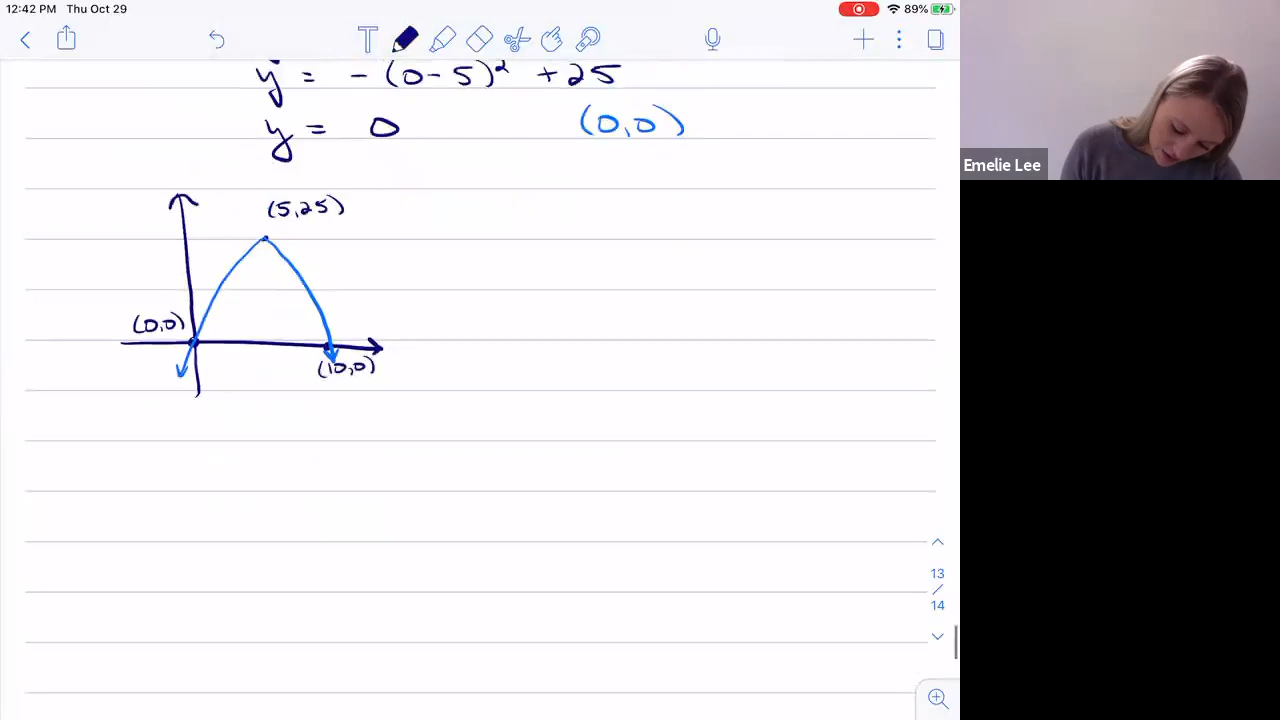 12:42 PM Thu Oct 29
89%
T
y = - (0-5)² + 25
y = 0 (0,0)
(5,25)
(0,0)
(10,0)
13
/
14
Emelie Lee